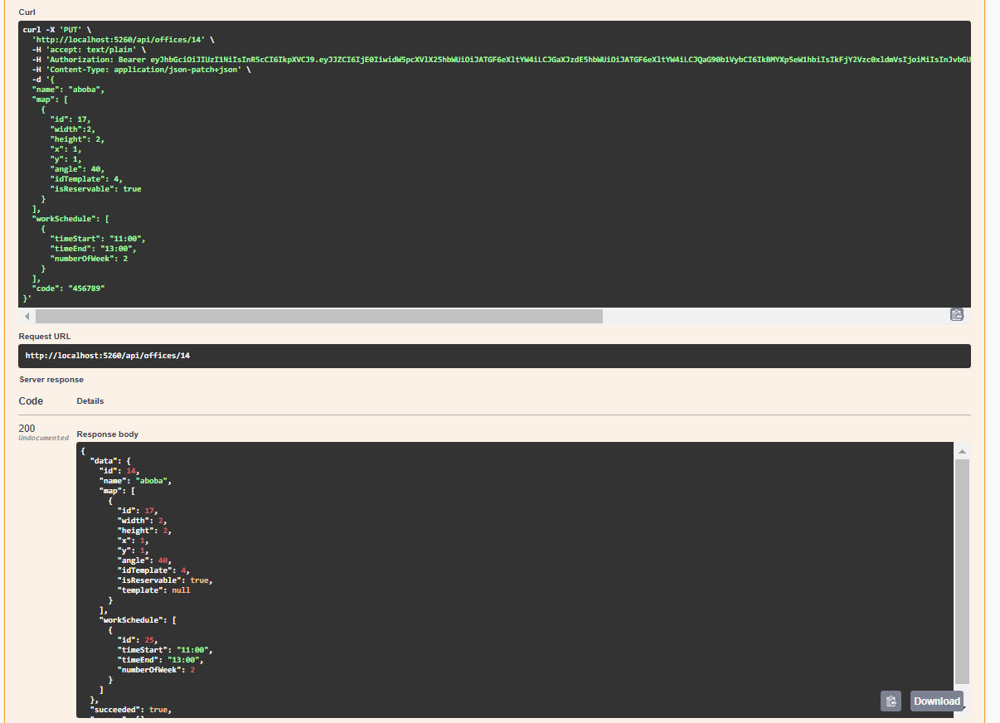 Curl
curl -X 'PUT' \
'http://localhost:5260/api/offices/14' \
-H 'accept: text/plain' \
-H 'Authorization: Bearer
-H 'Content-Type: application/json-patch+json' \
-d '{
"name": "aboba",
"map": [
{
"id": 17,
"width":2,
"height": 2,
"x": 1,
"y": 1,
"angle": 40,
"idTemplate": 4,
"isReservable": true
}
],
"workSchedule": [
{
"timeStart": "11:00",
"timeEnd": "13:00",
"numberOfWeek": 2
}
],
"code": "456789"
}'
Request URL
http://localhost:5260/api/offices/14
Server response
Code Details
200
Undocumented
Response body
{
"data": {
"id": 14,
"name": "aboba",
"map": [
{
"id": 17,
"width": 2,
"height": 2,
"x": 1,
"y": 1,
"angle": 40,
"idTemplate": 4,
"isReservable": true,
"template": null
}
],
"workSchedule": [
{
"id": 25,
"timeStart": "11:00",
"timeEnd": "13:00",
"numberOfWeek": 2
}
]
},
"succeeded": true,
Download